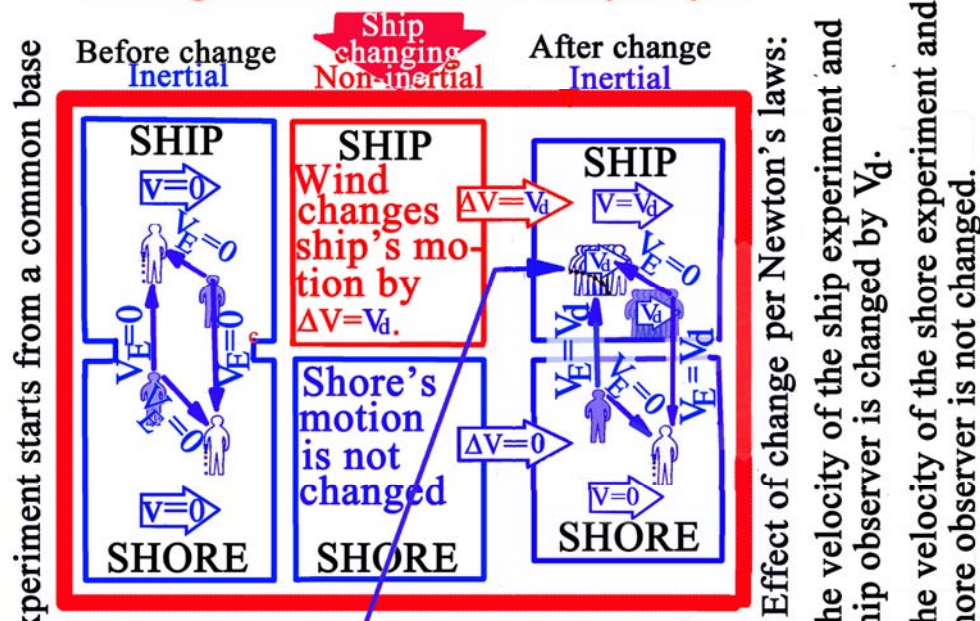 Ship
changing
Before change
Inertial
Non-inertial
After change
Inertial
xperiment starts from a common base
SHIP
V=0
VE=0
VE=0
VE=0
VE=0
V=0
SHORE
SHIP
Wind
changes
ship's mo-
tion by
ΔV=Vd.
ΔV=Vd
Shore's
motion
is not
changed
SHORE
ΔV=0
SHIP
V=Vd
Vd
VE=0
Vd
VE=Vd
VE=0
VE=Vd
V=0
SHORE
Effect of change per Newton's laws:
he velocity of the ship experiment and
hip observer is changed by Vd.
he velocity of the shore experiment and
hore observer is not changed.